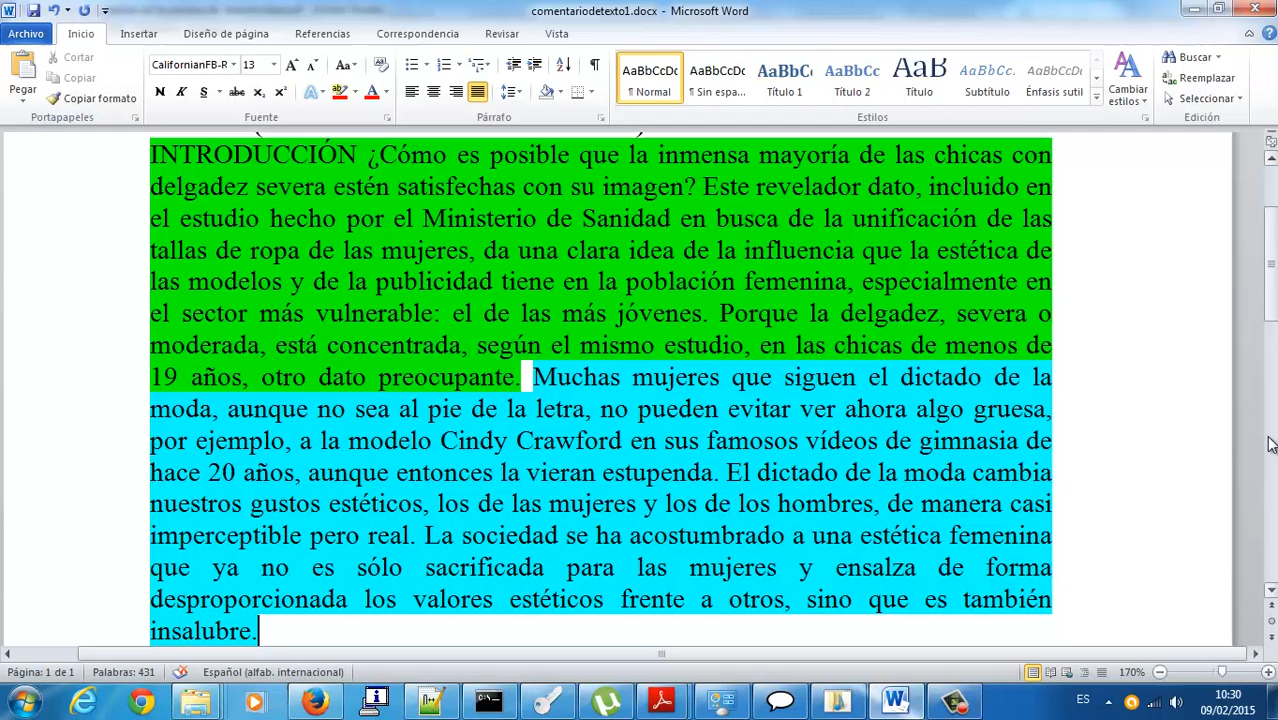 comentariodetexto1.docx - Microsoft Word
Archivo Inicio Insertar Diseño de página Referencias Correspondencia Revisar Vista
Pegar
Cortar
Copiar
Copiar formato
Portapapeles
CalifornianFB-R 13
Fuente
Párrafo
AaBbCcDc AaBbCcDc AaBbC AaBbCc AaB AaBbCc. AaBbCcDc
¶ Normal ¶ Sin espa... Título 1 Título 2 Título Subtítulo Énfasis sutil
Estilos
Cambiar estilos
Buscar
Reemplazar
Seleccionar
Edición
INTRODUCCIÓN ¿Cómo es posible que la inmensa mayoría de las chicas con
delgadez severa estén satisfechas con su imagen? Este revelador dato, incluido en
el estudio hecho por el Ministerio de Sanidad en busca de la unificación de las
tallas de ropa de las mujeres, da una clara idea de la influencia que la estética de
las modelos y de la publicidad tiene en la población femenina, especialmente en
el sector más vulnerable: el de las más jóvenes. Porque la delgadez, severa o
moderada, está concentrada, según el mismo estudio, en las chicas de menos de
19 años, otro dato preocupante. Muchas mujeres que siguen el dictado de la
moda, aunque no sea al pie de la letra, no pueden evitar ver ahora algo gruesa,
por ejemplo, a la modelo Cindy Crawford en sus famosos vídeos de gimnasia de
hace 20 años, aunque entonces la vieran estupenda. El dictado de la moda cambia
nuestros gustos estéticos, los de las mujeres y los de los hombres, de manera casi
imperceptible pero real. La sociedad se ha acostumbrado a una estética femenina
que ya no es sólo sacrificada para las mujeres y ensalza de forma
desproporcionada los valores estéticos frente a otros, sino que es también
insalubre.
Página: 1 de 1 Palabras: 431 Español (alfab. internacional) 170%
ES 10:30
09/02/2015